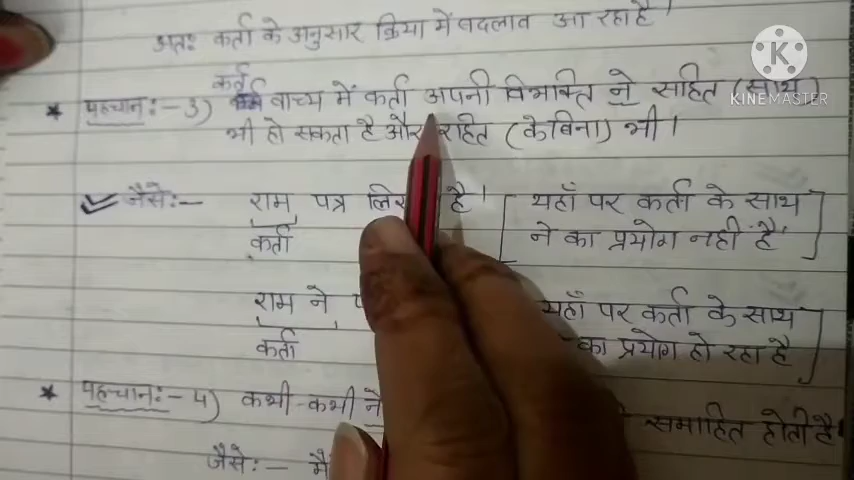 अतः कर्ता के अनुसार क्रिया में बदलाव आ रहा है।
कर्तृ
* पहचान:- 3) वाच्य में कर्ता अपनी विभक्ति ने सहित (साथ)
भी हो सकता है और रहित (के बिना) भी।
जैसे:- राम पत्र है। [यहाँ पर कर्ता के साथ
कर्ता ने का प्रयोग नहीं है]
राम ने यहाँ पर कर्ता के साथ
कर्ता का प्रयोग हो रहा है]
* पहचान:- 4) कभी-कभी ने समाहित होती है।
जैसे:- मैं
K
KINEMASTER